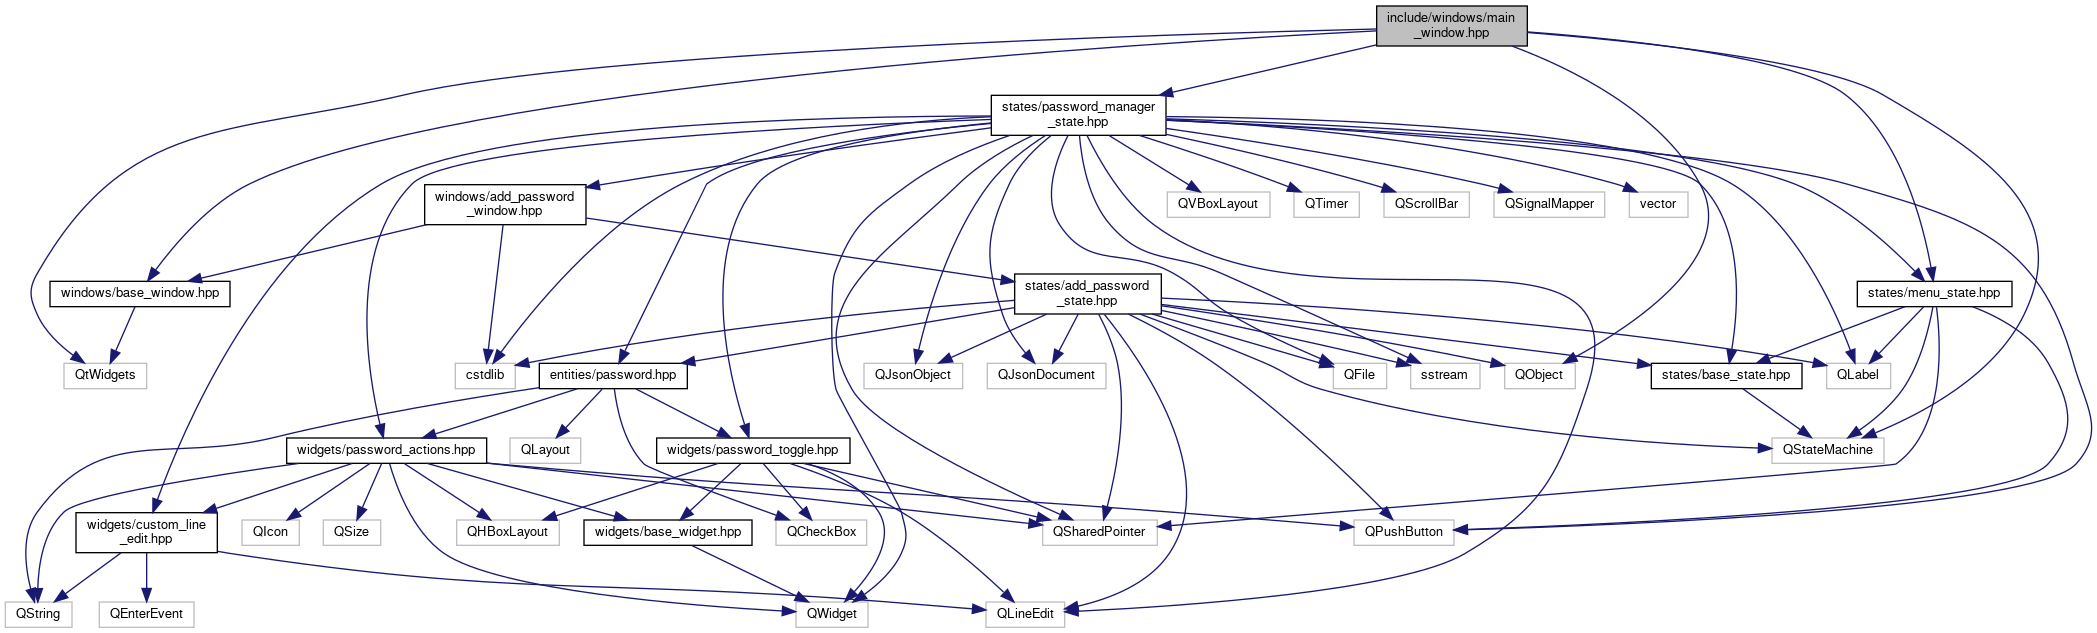 include/windows/main
_window.hpp
states/password_manager
_state.hpp
windows/add_password
_window.hpp
QVBoxLayout
QTimer
QScrollBar
QSignalMapper
vector
windows/base_window.hpp
states/add_password
_state.hpp
states/menu_state.hpp
QtWidgets
cstdlib
entities/password.hpp
QJsonObject
QJsonDocument
QFile
sstream
QObject
states/base_state.hpp
QLabel
widgets/password_actions.hpp
QLayout
widgets/password_toggle.hpp
QStateMachine
widgets/custom_line
_edit.hpp
QIcon
QSize
QHBoxLayout
widgets/base_widget.hpp
QCheckBox
QSharedPointer
QPushButton
QString
QEnterEvent
QWidget
QLineEdit